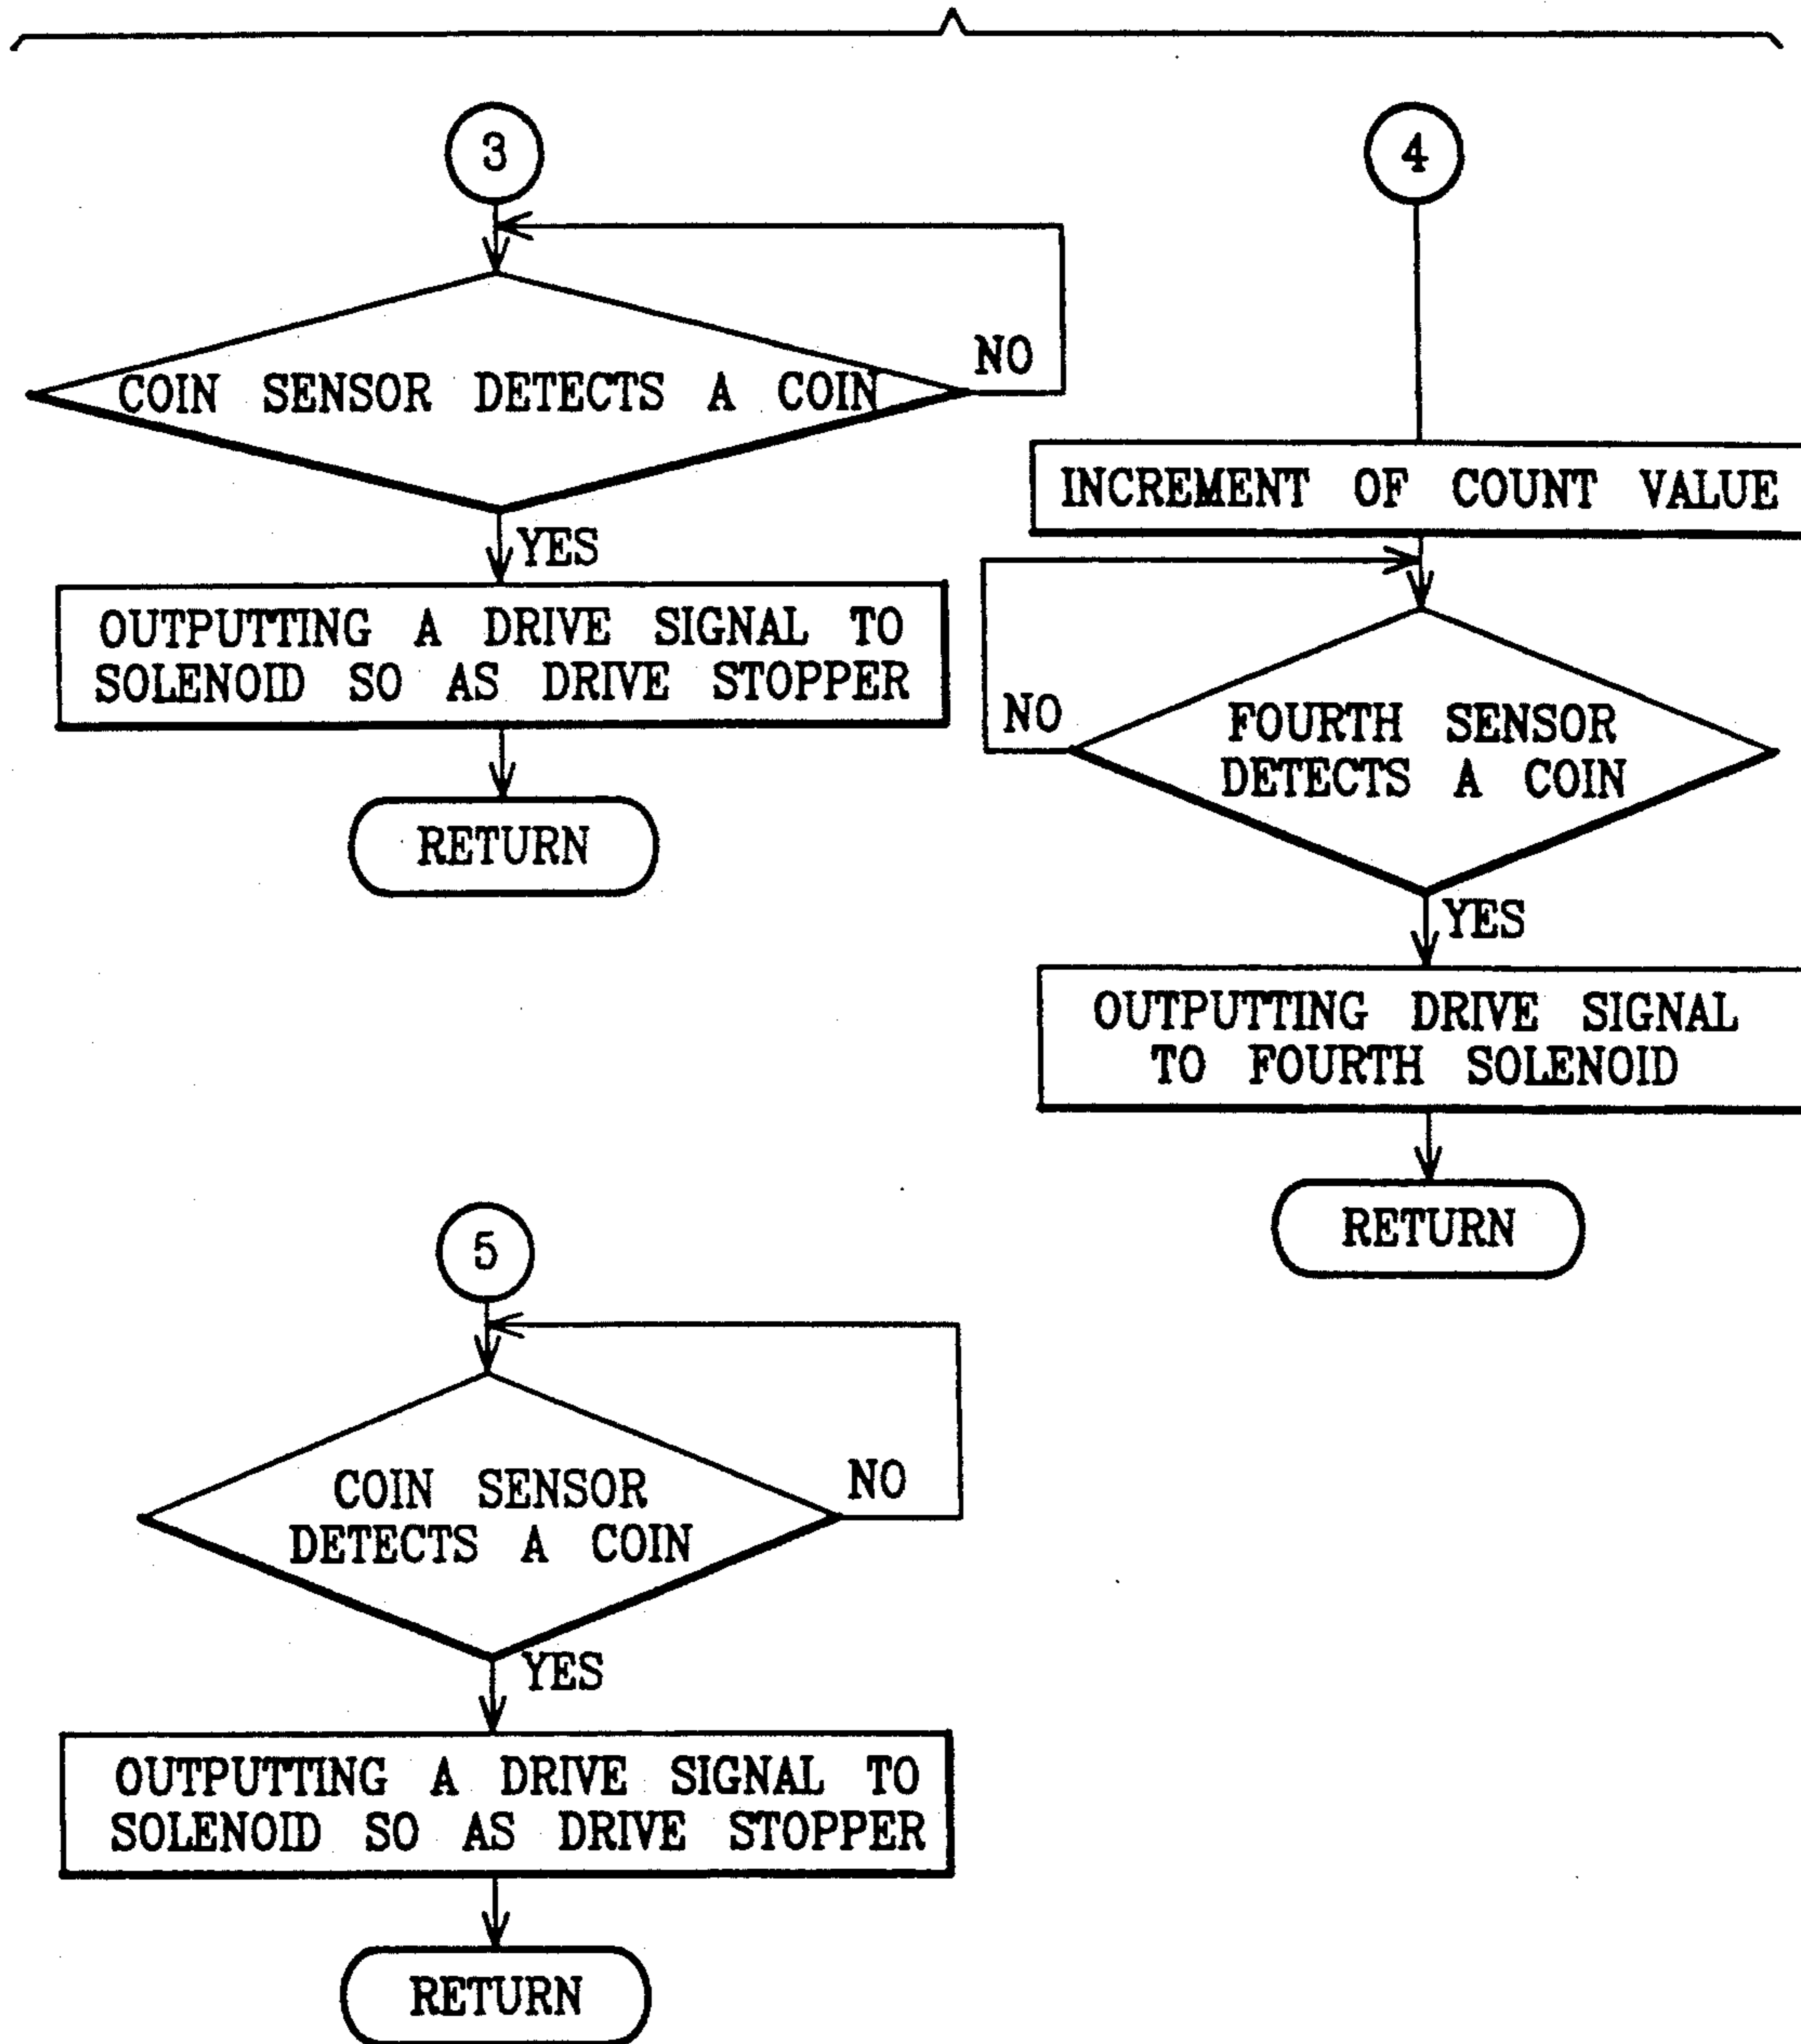 3
COIN SENSOR DETECTS A COIN
NO
YES
OUTPUTTING A DRIVE SIGNAL TO
SOLENOID SO AS DRIVE STOPPER
RETURN
4
INCREMENT OF COUNT VALUE
NO
FOURTH SENSOR
DETECTS A COIN
YES
OUTPUTTING DRIVE SIGNAL
TO FOURTH SOLENOID
RETURN
5
COIN SENSOR
DETECTS A COIN
NO
YES
OUTPUTTING A DRIVE SIGNAL TO
SOLENOID SO AS DRIVE STOPPER
RETURN